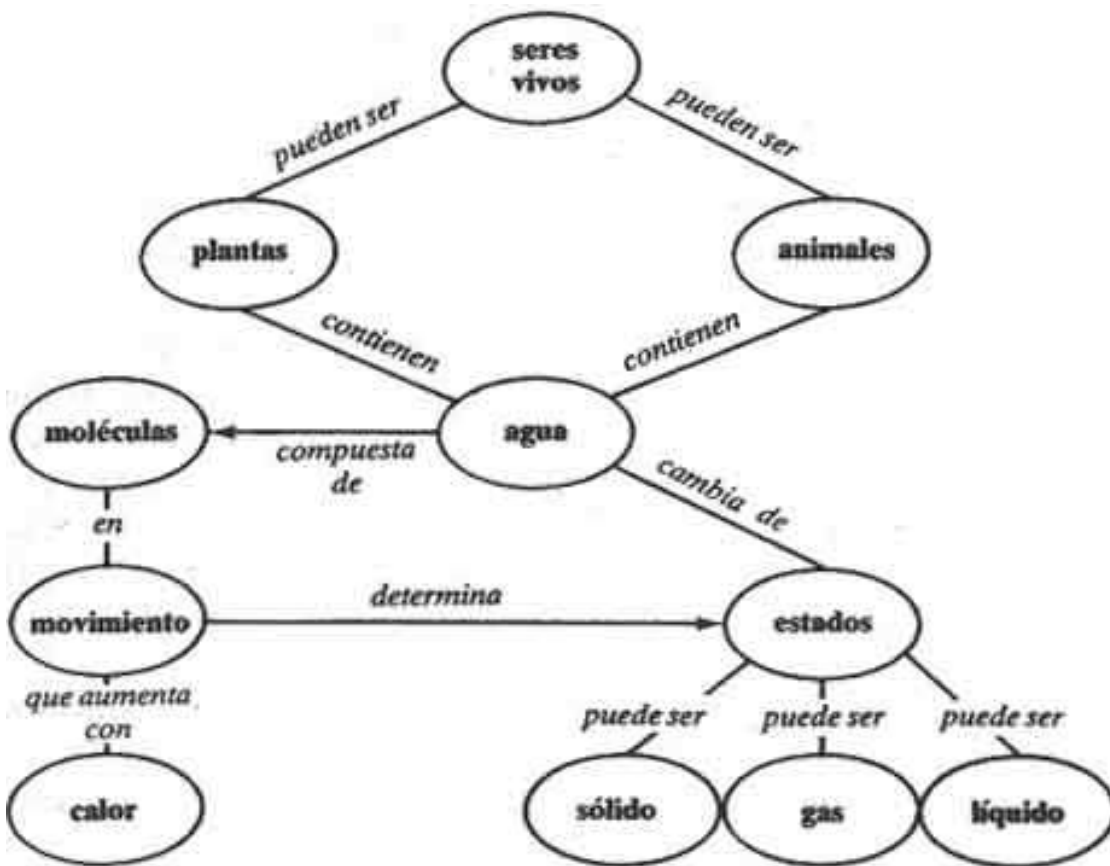 seres
vivos
pueden ser
pueden ser
plantas
animales
contienen
contienen
moléculas
agua
compuesta
de
cambia de
en
movimiento
determina
estados
que aumenta
con
puede ser
puede ser
puede ser
calor
sólido
gas
líquido